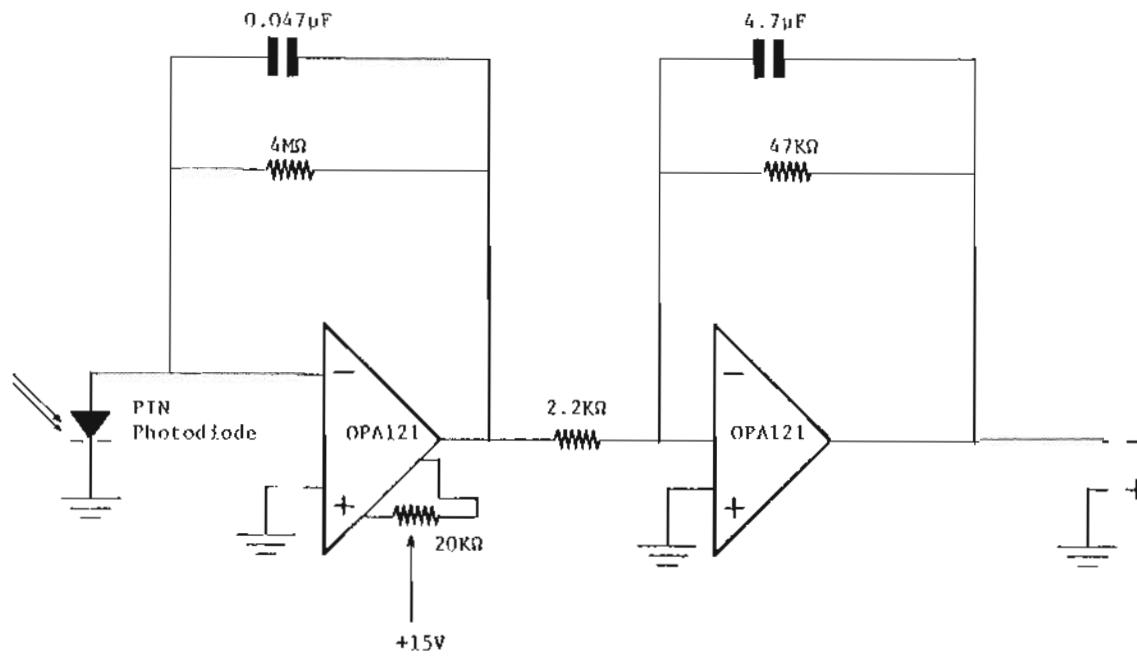 0.047µF
4.7µF
4MΩ
47KΩ
PIN
Photodiode
−
OPA121
+
2.2KΩ
−
OPA121
+
20KΩ
+15V
−
+